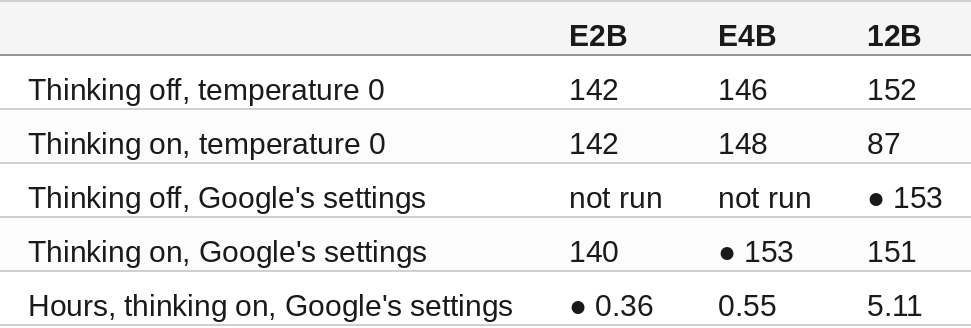 E2B E4B 12B
Thinking off, temperature 0 142 146 152
Thinking on, temperature 0 142 148 87
Thinking off, Google's settings not run not run ● 153
Thinking on, Google's settings 140 ● 153 151
Hours, thinking on, Google's settings ● 0.36 0.55 5.11